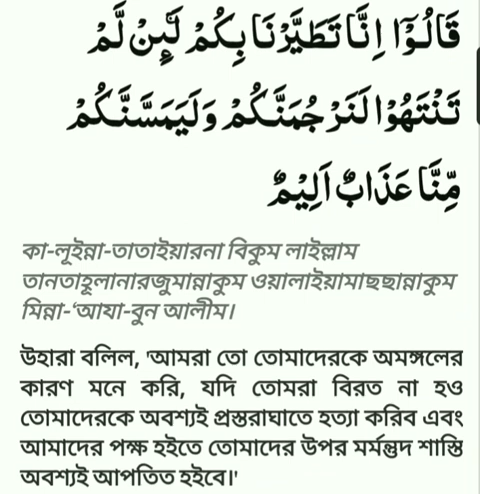 قَالُوْٓا اِنَّا تَطَيَّرْنَا بِكُمْ لَٮِٕنْ لَّمْ
تَنْتَهُوْا لَنَرْجُمَنَّكُمْ وَلَيَمَسَّنَّكُمْ
مِّنَّا عَذَابٌ اَلِيْمٌ
কা-লূইন্না-তাতাইয়ারনা বিকুম লাইল্লাম
তানতাহূলানারজুমান্নাকুম ওয়ালাইয়ামাছছান্নাকুম
মিন্না-‘আযা-বুন আলীম।
উহারা বলিল, 'আমরা তো তোমাদেরকে অমঙ্গলের
কারণ মনে করি, যদি তোমরা বিরত না হও
তোমাদেরকে অবশ্যই প্রস্তরাঘাতে হত্যা করিব এবং
আমাদের পক্ষ হইতে তোমাদের উপর মর্মন্তুদ শাস্তি
অবশ্যই আপতিত হইবে।'